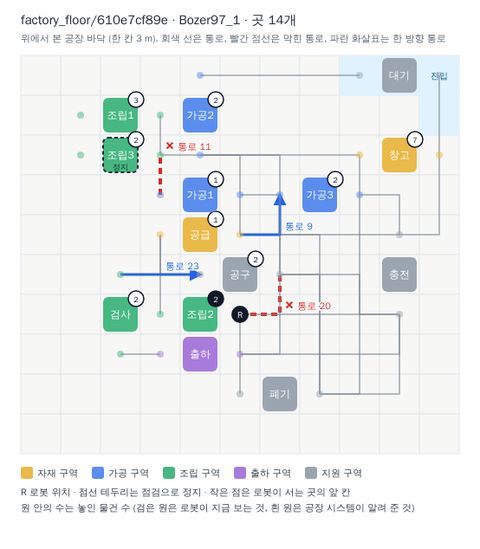 factory_floor/610e7cf89e · Bozer97_1 · 곳 14개
위에서 본 공장 바닥 (한 칸 3 m). 회색 선은 통로, 빨간 점선은 막힌 통로, 파란 화살표는 한 방향 통로
대기
조립1 3
가공2 2
조립3 2
정지
✕ 통로 11
창고 7
가공1 1
가공3 2
공급 1
통로 9
통로 23
공구 2
충전
검사 2
조립2 2
R
✕ 통로 20
출하
폐기
자재 구역
가공 구역
조립 구역
출하 구역
지원 구역
R 로봇 위치 · 점선 테두리는 점검으로 정지 · 작은 점은 로봇이 서는 곳의 앞 칸
원 안의 수는 놓인 물건 수 (검은 원은 로봇이 지금 보는 것, 흰 원은 공장 시스템이 알려 준 것)